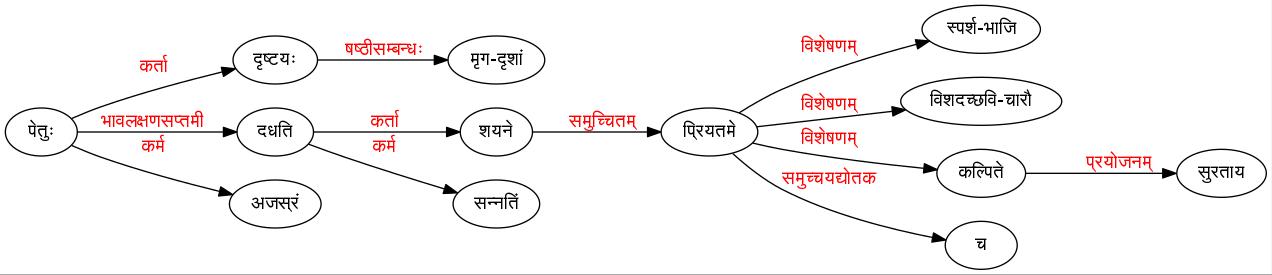 स्पर्श-भाजि
विशेषणम्
कर्ता
दृष्टयः
षष्ठीसम्बन्धः
मृग-दृशां
विशेषणम्
विशदच्छवि-चारौ
पेतुः
भावलक्षणसप्तमी
दधति
कर्ता
शयने
समुच्चितम्
प्रियतमे
विशेषणम्
कर्म
कर्म
कल्पिते
प्रयोजनम्
सुरताय
समुच्चयद्योतक
अजस्रं
सन्नतिं
च